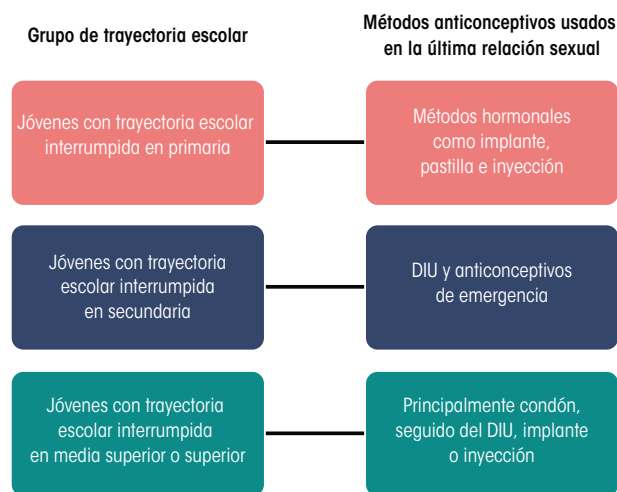 Grupo de trayectoria escolar
Métodos anticonceptivos usados
en la última relación sexual
Jóvenes con trayectoria escolar
interrumpida en primaria
Métodos hormonales
como implante,
pastilla e inyección
Jóvenes con trayectoria
escolar interrumpida
en secundaria
DIU y anticonceptivos
de emergencia
Jóvenes con trayectoria
escolar interrumpida
en media superior o superior
Principalmente condón,
seguido del DIU, implante
o inyección